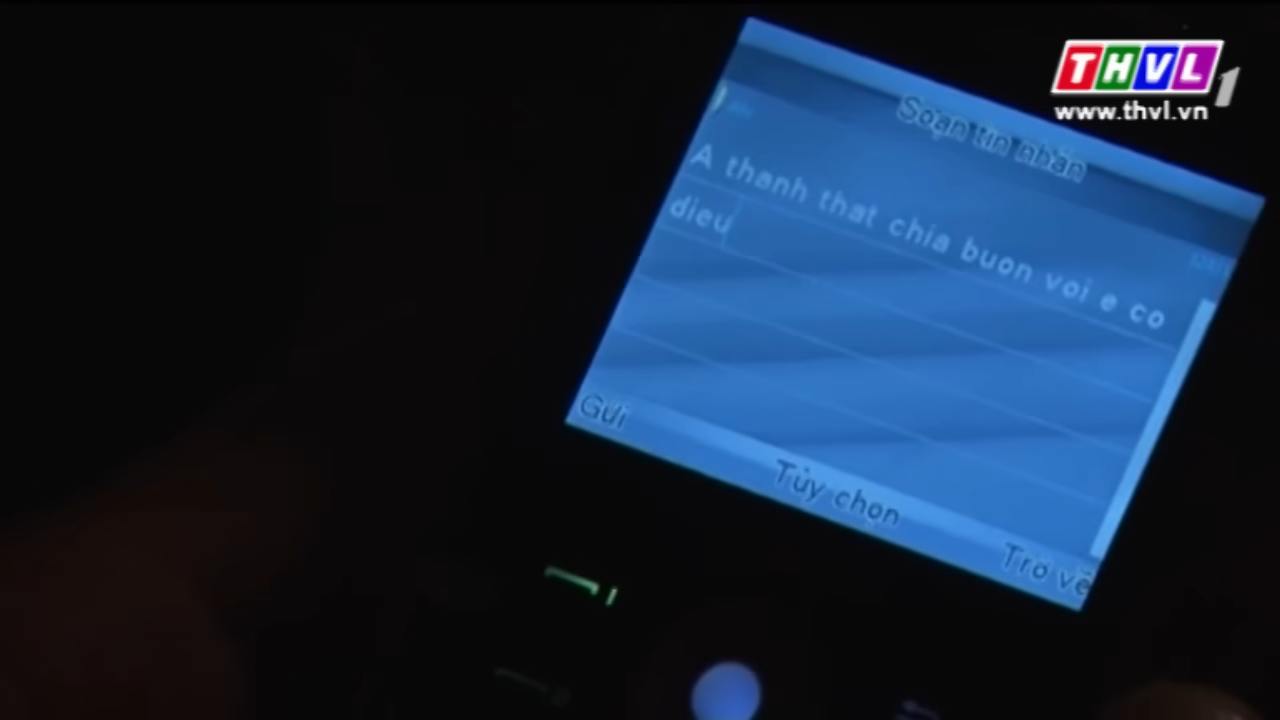 THVL1
www.thvl.vn
Soạn tin nhắn
A thanh that chia buon voi e co
dieu
Gửi
Tùy chọn
Trở về